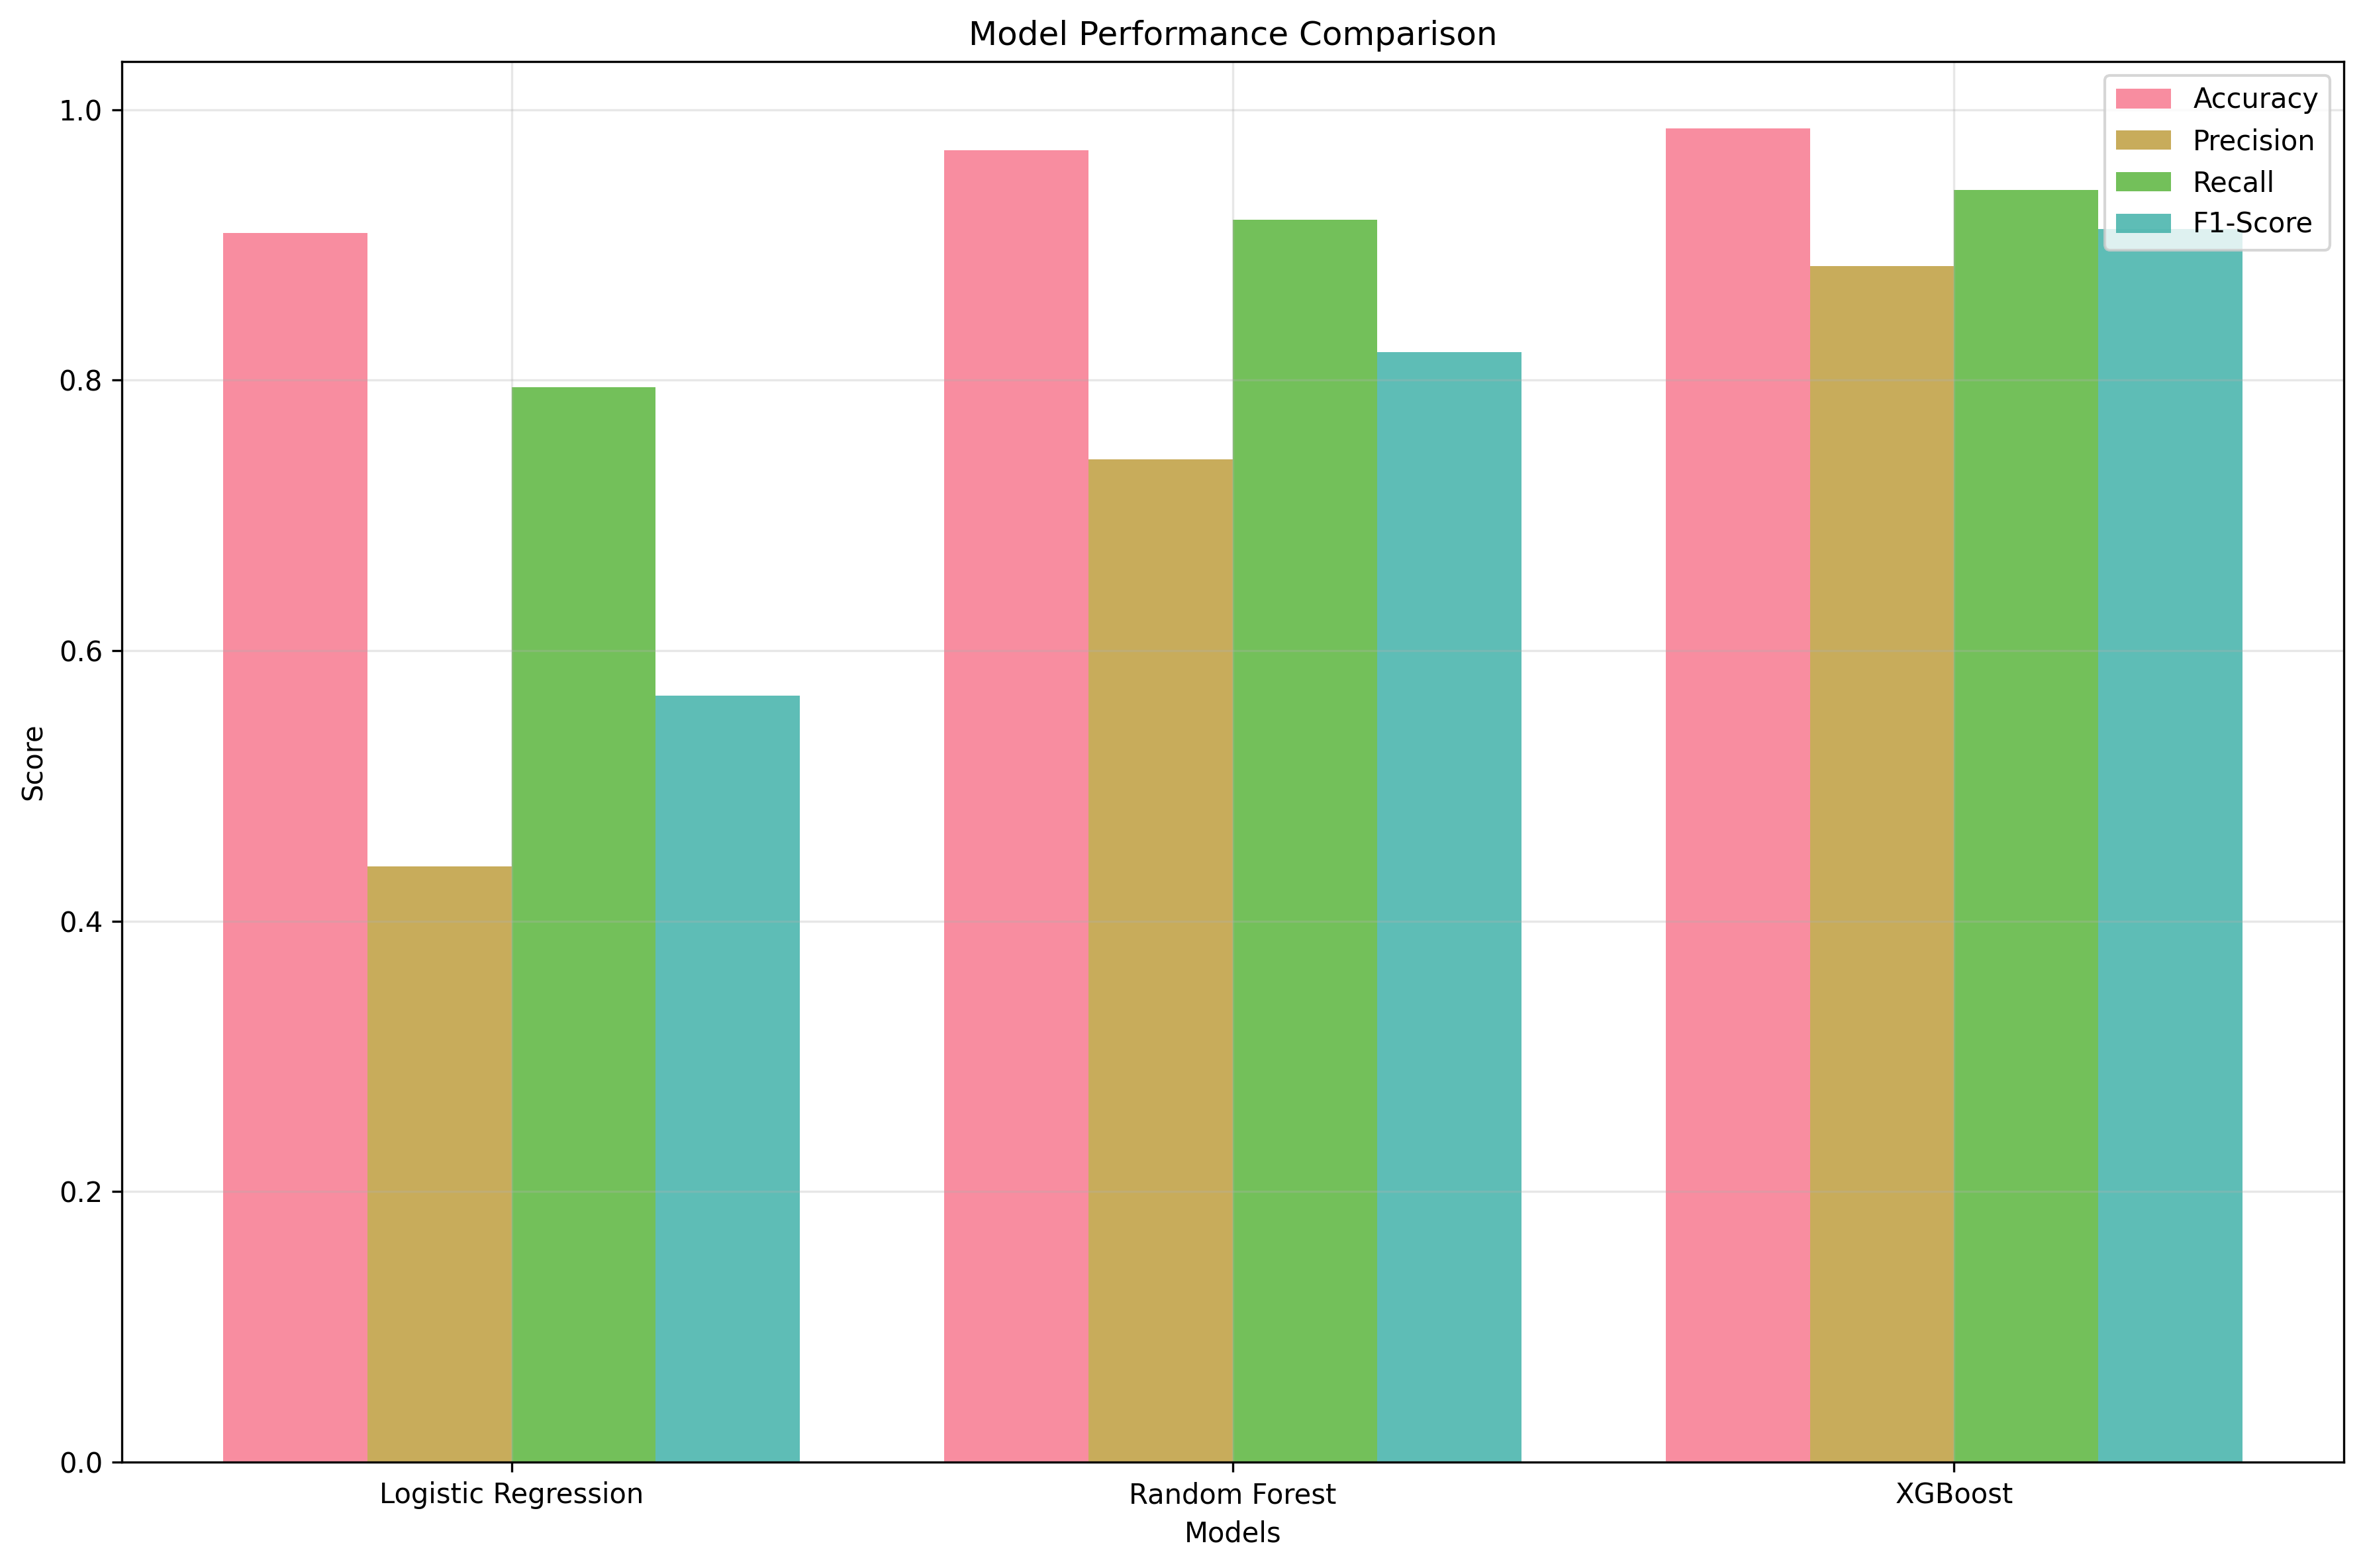 Model Performance Comparison
1.0
0.8
0.6
0.4
0.2
0.0
Score
Accuracy
Precision
Recall
F1-Score
Logistic Regression
Random Forest
XGBoost
Models